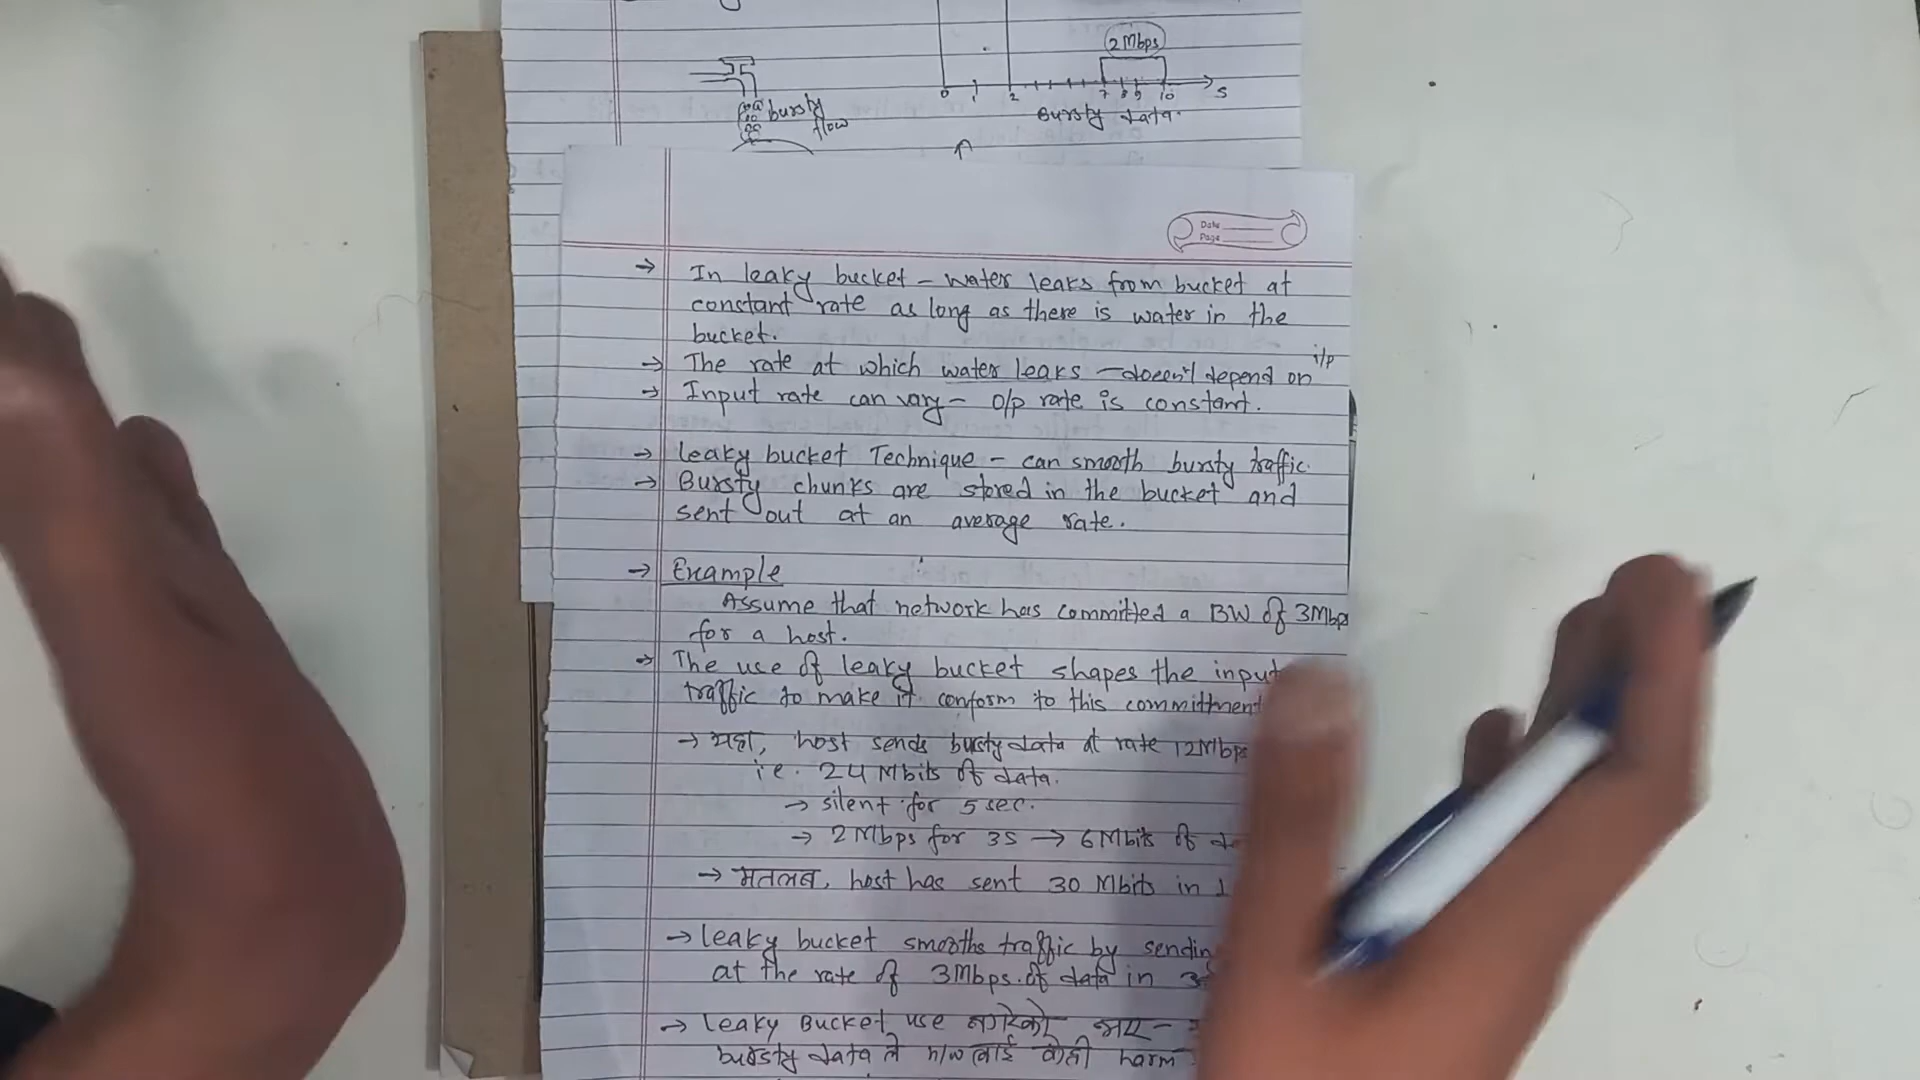 2 Mbps
0 1 2 7 8 9 10 s
bursty
flow
Bursty data.
Date
Page
→ In leaky bucket – water leaks from bucket at
constant rate as long as there is water in the
bucket.
→ The rate at which water leaks – doesn't depend on i/p
→ Input rate can vary – o/p rate is constant.
→ leaky bucket Technique – can smooth bursty traffic.
→ Bursty chunks are stored in the bucket and
sent out at an average rate.
→ Example
Assume that network has committed a BW of 3Mbp
for a host.
→ The use of leaky bucket shapes the input
traffic to make it conform to this committment
→ यहा, host sends bursty data at rate 12Mbps
i.e. 24 Mbits of data.
→ silent for 5 sec.
→ 2 Mbps for 3S → 6 Mbits of
→ मतलब, host has sent 30 Mbits in
→ leaky bucket smooths traffic by sending
at the rate of 3Mbps. of data in
→ Leaky Bucket use
bursty data ले n/w लाई केही harm